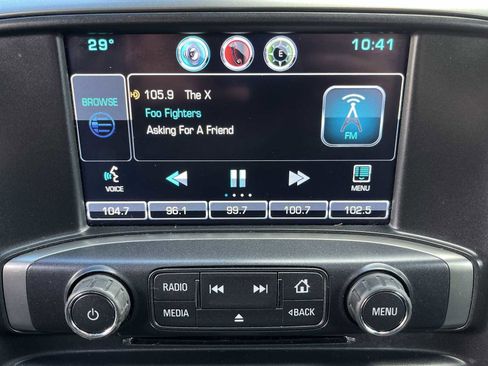 29°
10:41
105.9 The X
BROWSE
Foo Fighters
Asking For A Friend
FM
VOICE
MENU
104.7
96.1
99.7
100.7
102.5
RADIO
MEDIA
BACK
MENU